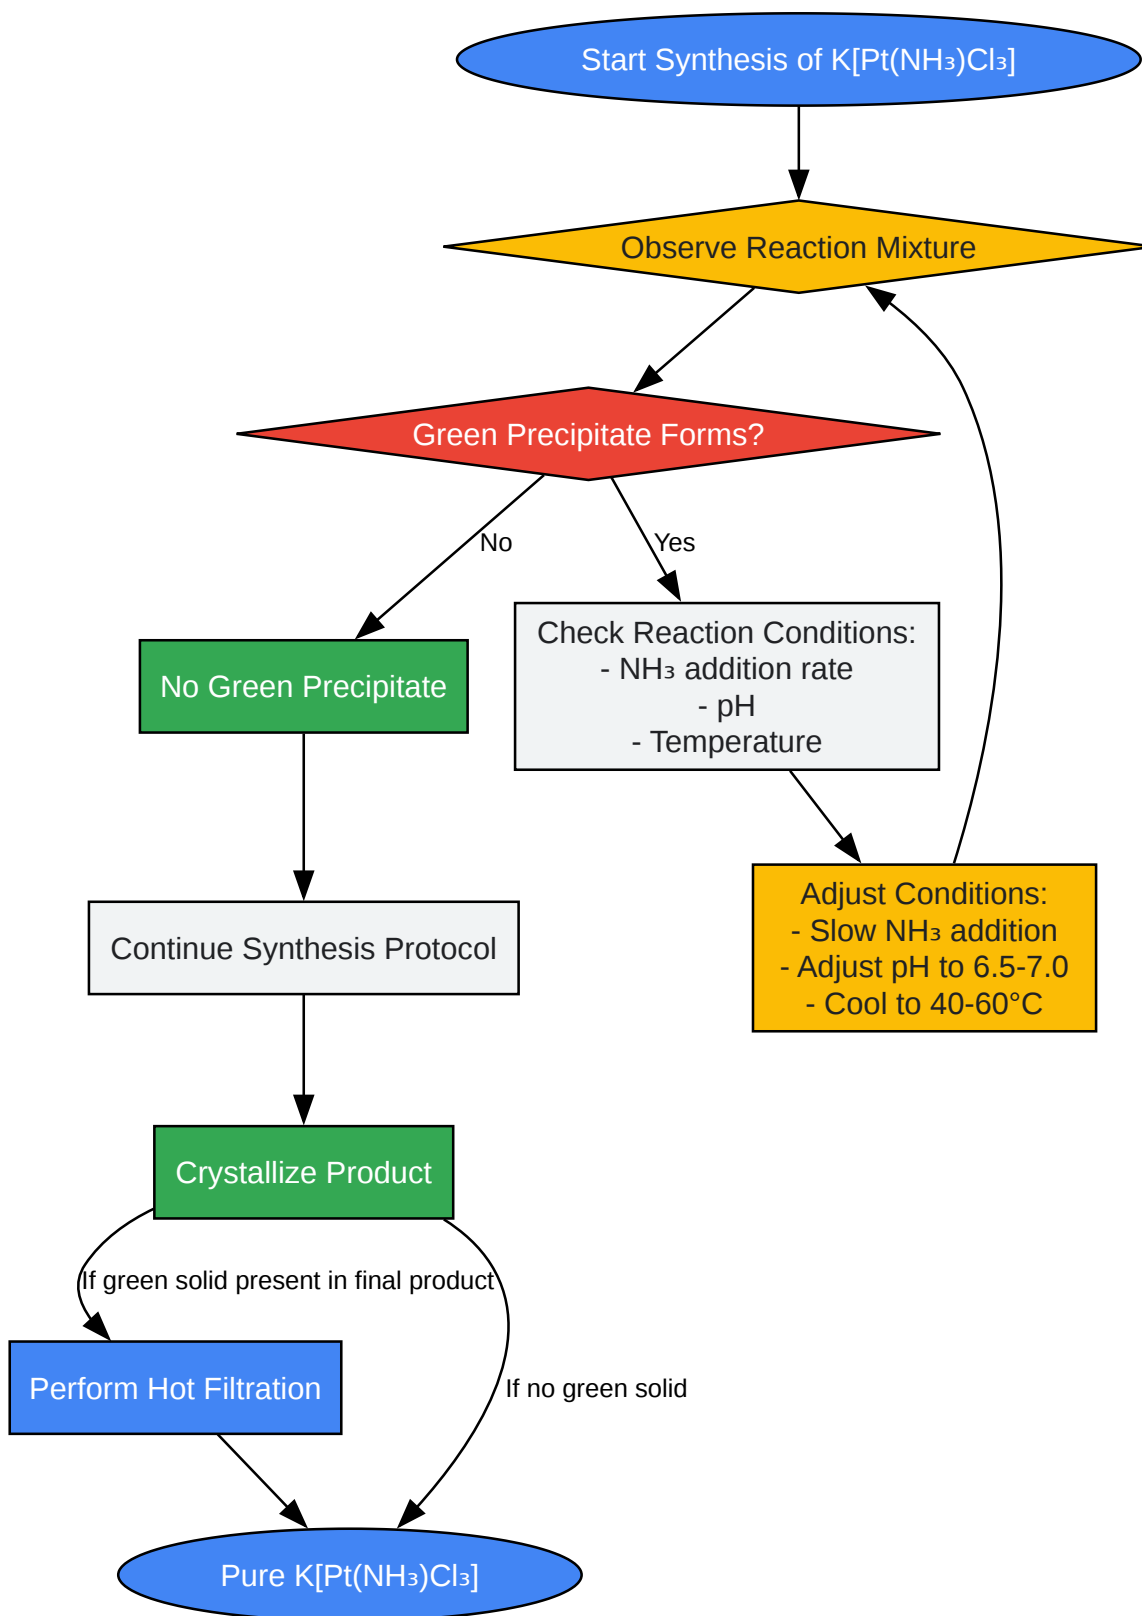 Start Synthesis of K[Pt(NH₃)Cl₃]
Observe Reaction Mixture
Green Precipitate Forms?
No
Yes
No Green Precipitate
Check Reaction Conditions:
- NH₃ addition rate
- pH
- Temperature
Continue Synthesis Protocol
Adjust Conditions:
- Slow NH₃ addition
- Adjust pH to 6.5-7.0
- Cool to 40-60°C
Crystallize Product
If green solid present in final product
Perform Hot Filtration
If no green solid
Pure K[Pt(NH₃)Cl₃]